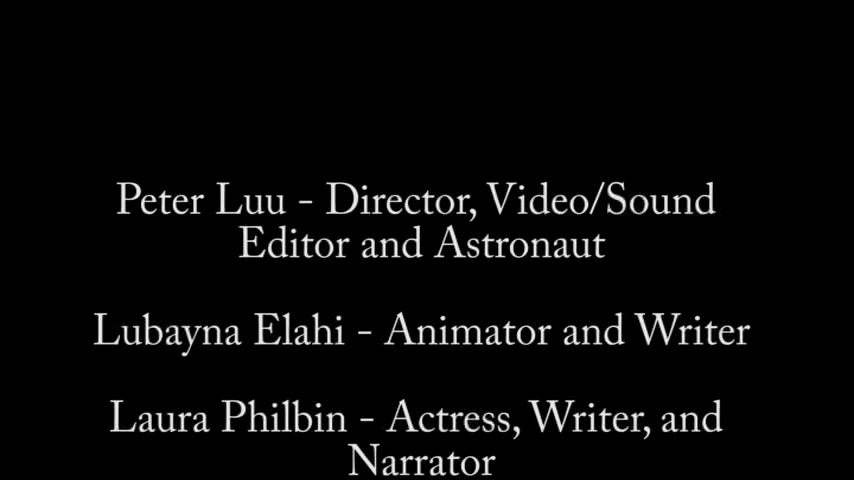 Peter Luu - Director, Video/Sound
Editor and Astronaut
Lubayna Elahi - Animator and Writer
Laura Philbin - Actress, Writer, and
Narrator